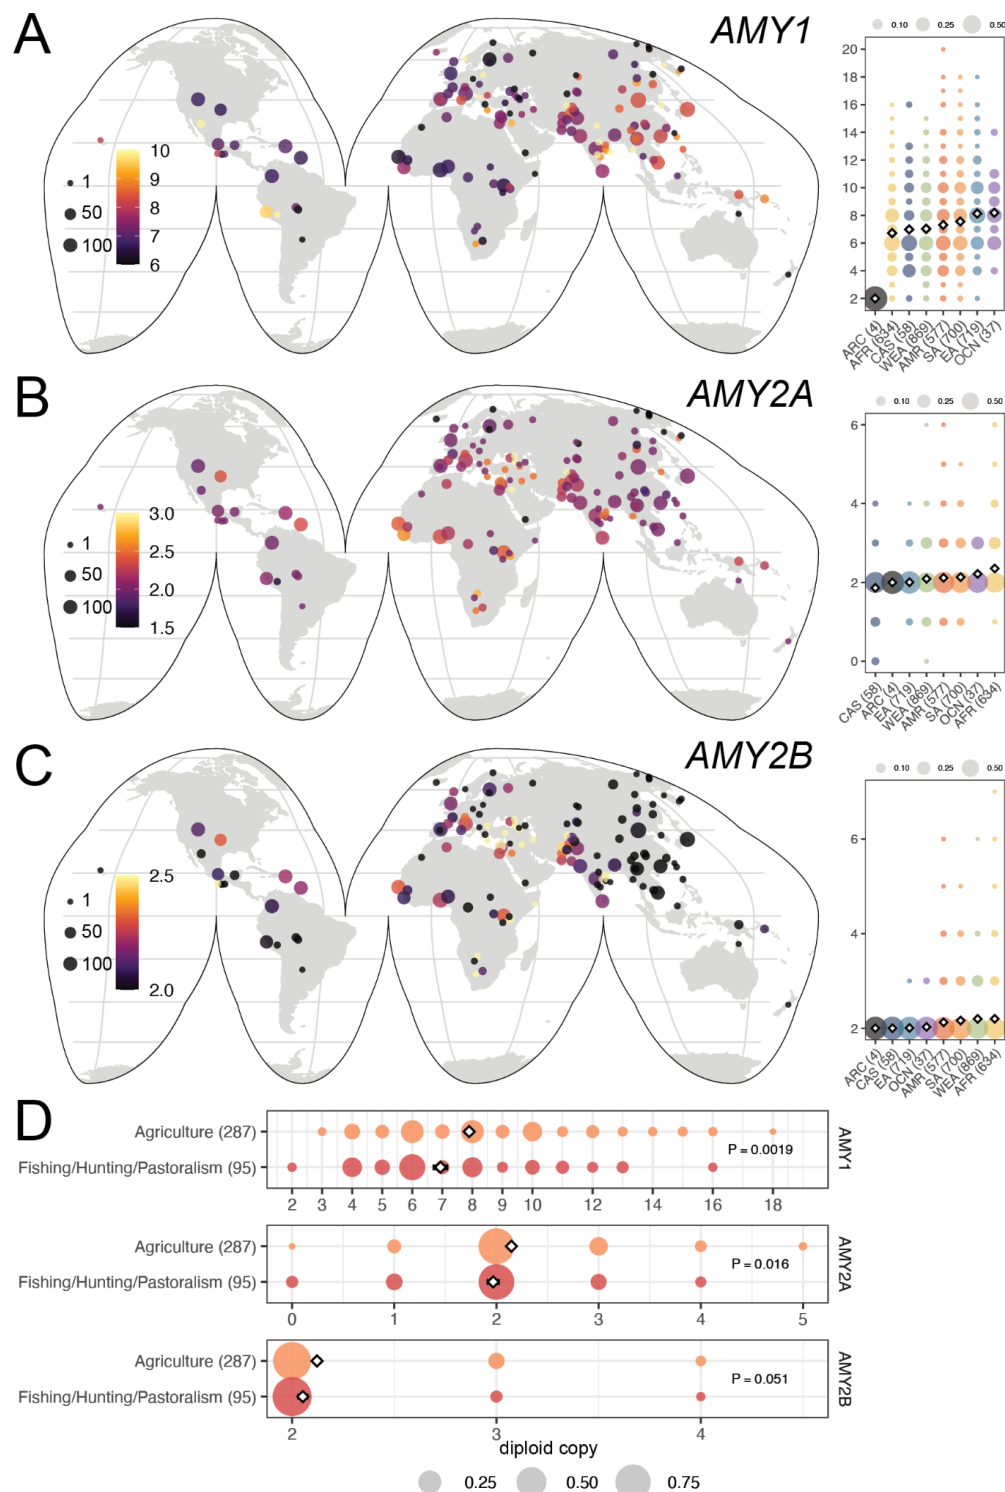 A
AMY1
1
50
100
10
9
8
7
6
0.10 0.25 0.50
20
18
16
14
12
10
8
6
4
2
ARC (4)
AFR (634)
CAS (58)
WEA (869)
AMR (577)
SA (700)
EA (719)
OCN (37)
B
AMY2A
1
50
100
3.0
2.5
2.0
1.5
0.10 0.25 0.50
6
4
2
0
CAS (58)
ARC (4)
EA (719)
WEA (869)
AMR (577)
SA (700)
OCN (37)
AFR (634)
C
AMY2B
1
50
100
2.5
2.0
0.10 0.25 0.50
6
4
2
ARC (4)
CAS (58)
EA (719)
OCN (37)
AMR (577)
SA (700)
WEA (869)
AFR (634)
D
Agriculture (287)
Fishing/Hunting/Pastoralism (95)
P = 0.0019
AMY1
2 3 4 5 6 7 8 9 10 12 14 16 18
Agriculture (287)
Fishing/Hunting/Pastoralism (95)
P = 0.016
AMY2A
0 1 2 3 4 5
Agriculture (287)
Fishing/Hunting/Pastoralism (95)
P = 0.051
AMY2B
2 3 4
diploid copy
0.25 0.50 0.75